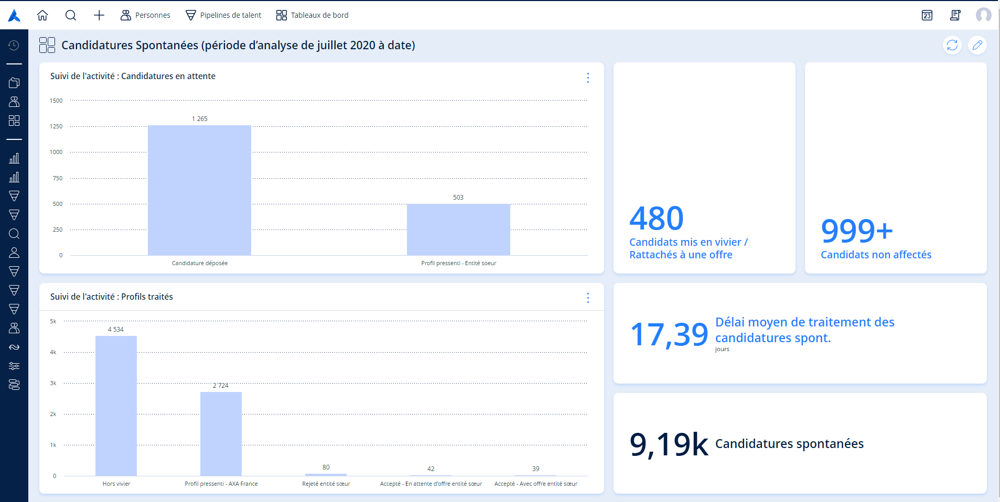 Personnes
Pipelines de talent
Tableaux de bord
23
Candidatures Spontanées (période d’analyse de juillet 2020 à date)
Suivi de l'activité : Candidatures en attente
1500
1250
1000
750
500
250
0
1 265
503
Candidature déposée
Profil pressenti - Entité soeur
480
Candidats mis en vivier /
Rattachés à une offre
999+
Candidats non affectés
Suivi de l'activité : Profils traités
5k
4k
3k
2k
1k
0
4 534
2 724
80
42
39
Hors vivier
Profil pressenti - AXA France
Rejeté entité sœur
Accepté - En attente d'offre entité sœur
Accepté - Avec offre entité sœur
17,39
Délai moyen de traitement des
candidatures spont.
jours
9,19k
Candidatures spontanées